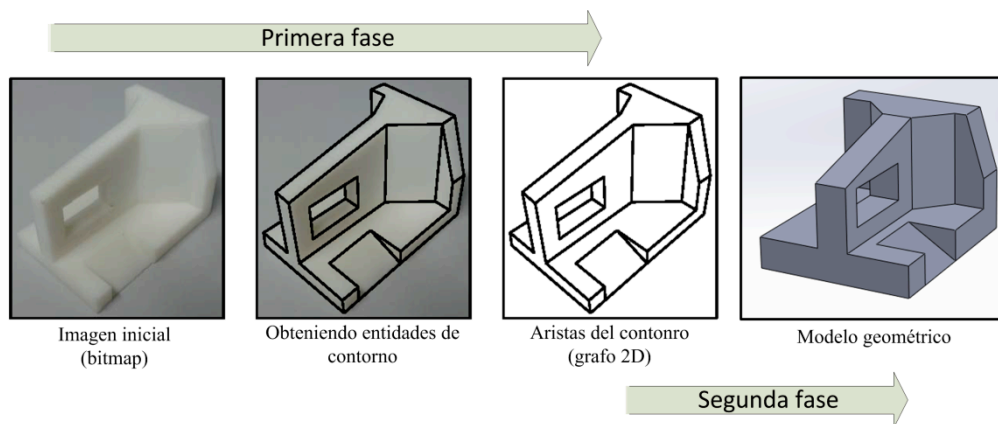 Primera fase
Imagen inicial
(bitmap)
Obteniendo entidades de
contorno
Aristas del contonro
(grafo 2D)
Modelo geométrico
Segunda fase